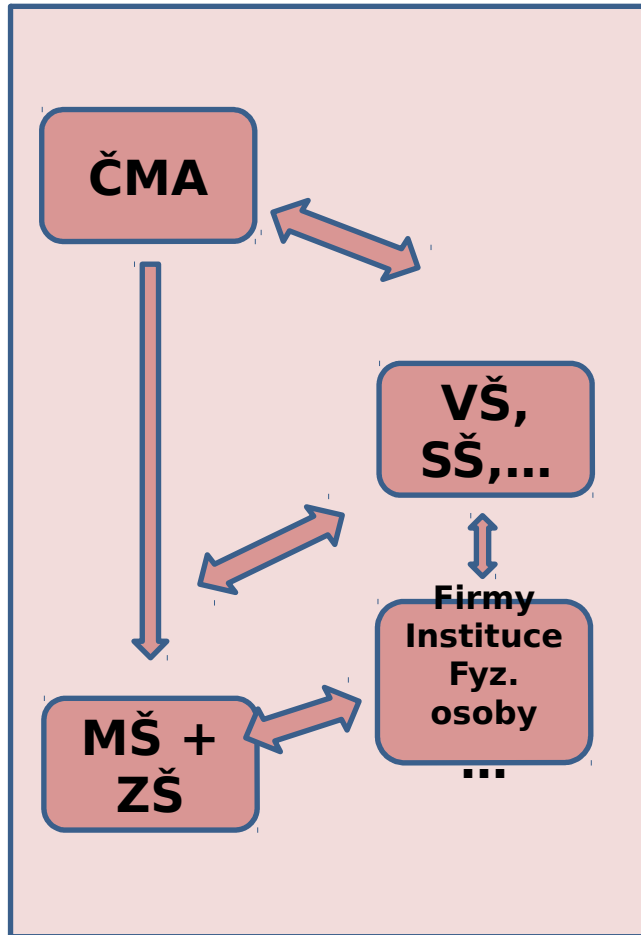 ČMA
VŠ,
SŠ,...
Firmy
Instituce
Fyz.
osoby
...
MŠ +
ZŠ